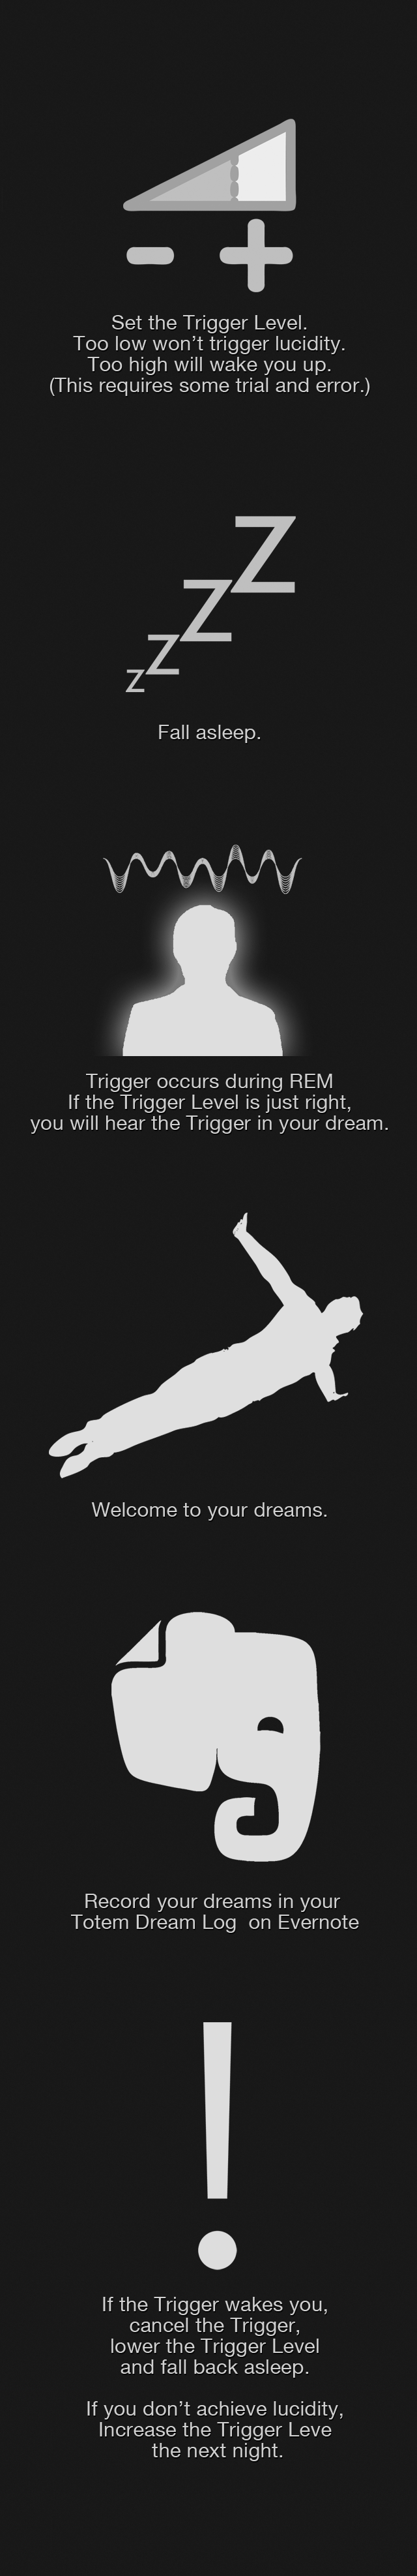 Set the Trigger Level.
Too low won’t trigger lucidity.
Too high will wake you up.
(This requires some trial and error.)
z
Z
Z
Z
Fall asleep.
Trigger occurs during REM
If the Trigger Level is just right,
you will hear the Trigger in your dream.
Welcome to your dreams.
Record your dreams in your
Totem Dream Log  on Evernote
!
If the Trigger wakes you,
cancel the Trigger,
lower the Trigger Level
and fall back asleep.
If you don’t achieve lucidity,
Increase the Trigger Leve
the next night.